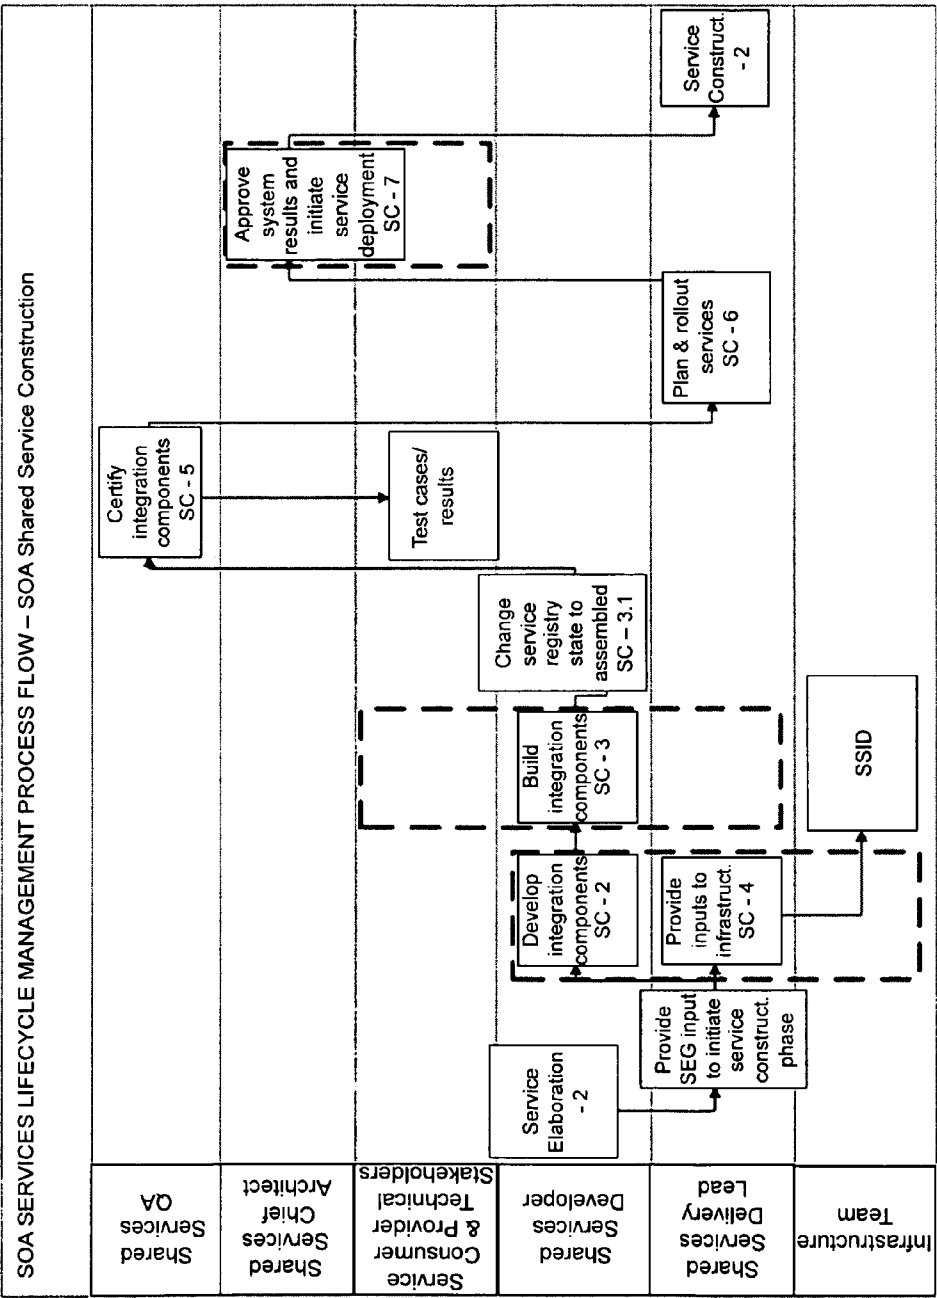 SOA SERVICES LIFECYCLE MANAGEMENT PROCESS FLOW – SOA Shared Service Construction
Shared
Services
QA
Certify
integration
components
SC - 5
Shared
Services
Chief
Architect
Approve
system
results and
initiate
service
deployment
SC - 7
Service
Consumer
& Provider
Technical
Stakeholders
Test cases/
results
Shared
Services
Developer
Service
Elaboration
- 2
Develop
integration
components
SC - 2
Build
integration
components
SC - 3
Change
service
registry
state to
assembled
SC – 3.1
Shared
Services
Delivery
Lead
Provide
SEG input
to initiate
service
construct.
phase
Provide
inputs to
infrastruct.
SC - 4
Plan & rollout
services
SC - 6
Service
Construct.
- 2
Infrastructure
Team
SSID